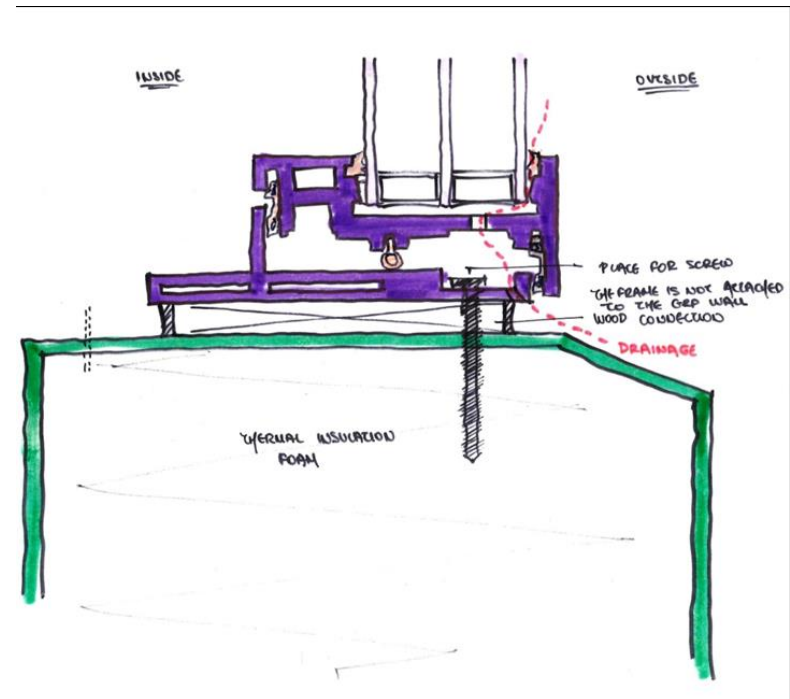 INSIDE
OUTSIDE
PLACE FOR SCREW
THE FRAME IS NOT ATTACHED
TO THE GRP WALL
WOOD CONNECTION
DRAINAGE
THERMAL INSULATION
FOAM